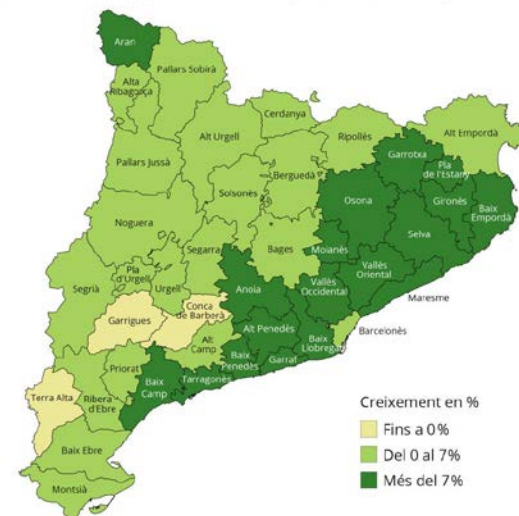 Aran
Pallars Sobirà
Alta
Ribagorça
Cerdanya
Alt Empordà
Alt Urgell
Ripollès
Garrotxa
Pallars Jussà
Berguedà
Pla
de l'Estany
Solsonès
Osona
Gironès
Baix
Empordà
Noguera
Selva
Segarra
Bages
Moianès
Pla
d'Urgell
Vallès
Oriental
Segrià
Urgell
Anoia
Vallès
Occidental
Maresme
Conca
de Barberà
Garrigues
Alt Penedès
Barcelonès
Alt
Camp
Baix
Llobregat
Baix
Penedès
Garraf
Priorat
Tarragonès
Baix
Camp
Terra Alta
Ribera
d'Ebre
Baix Ebre
Montsià
Creixement en %
Fins a 0%
Del 0 al 7%
Més del 7%